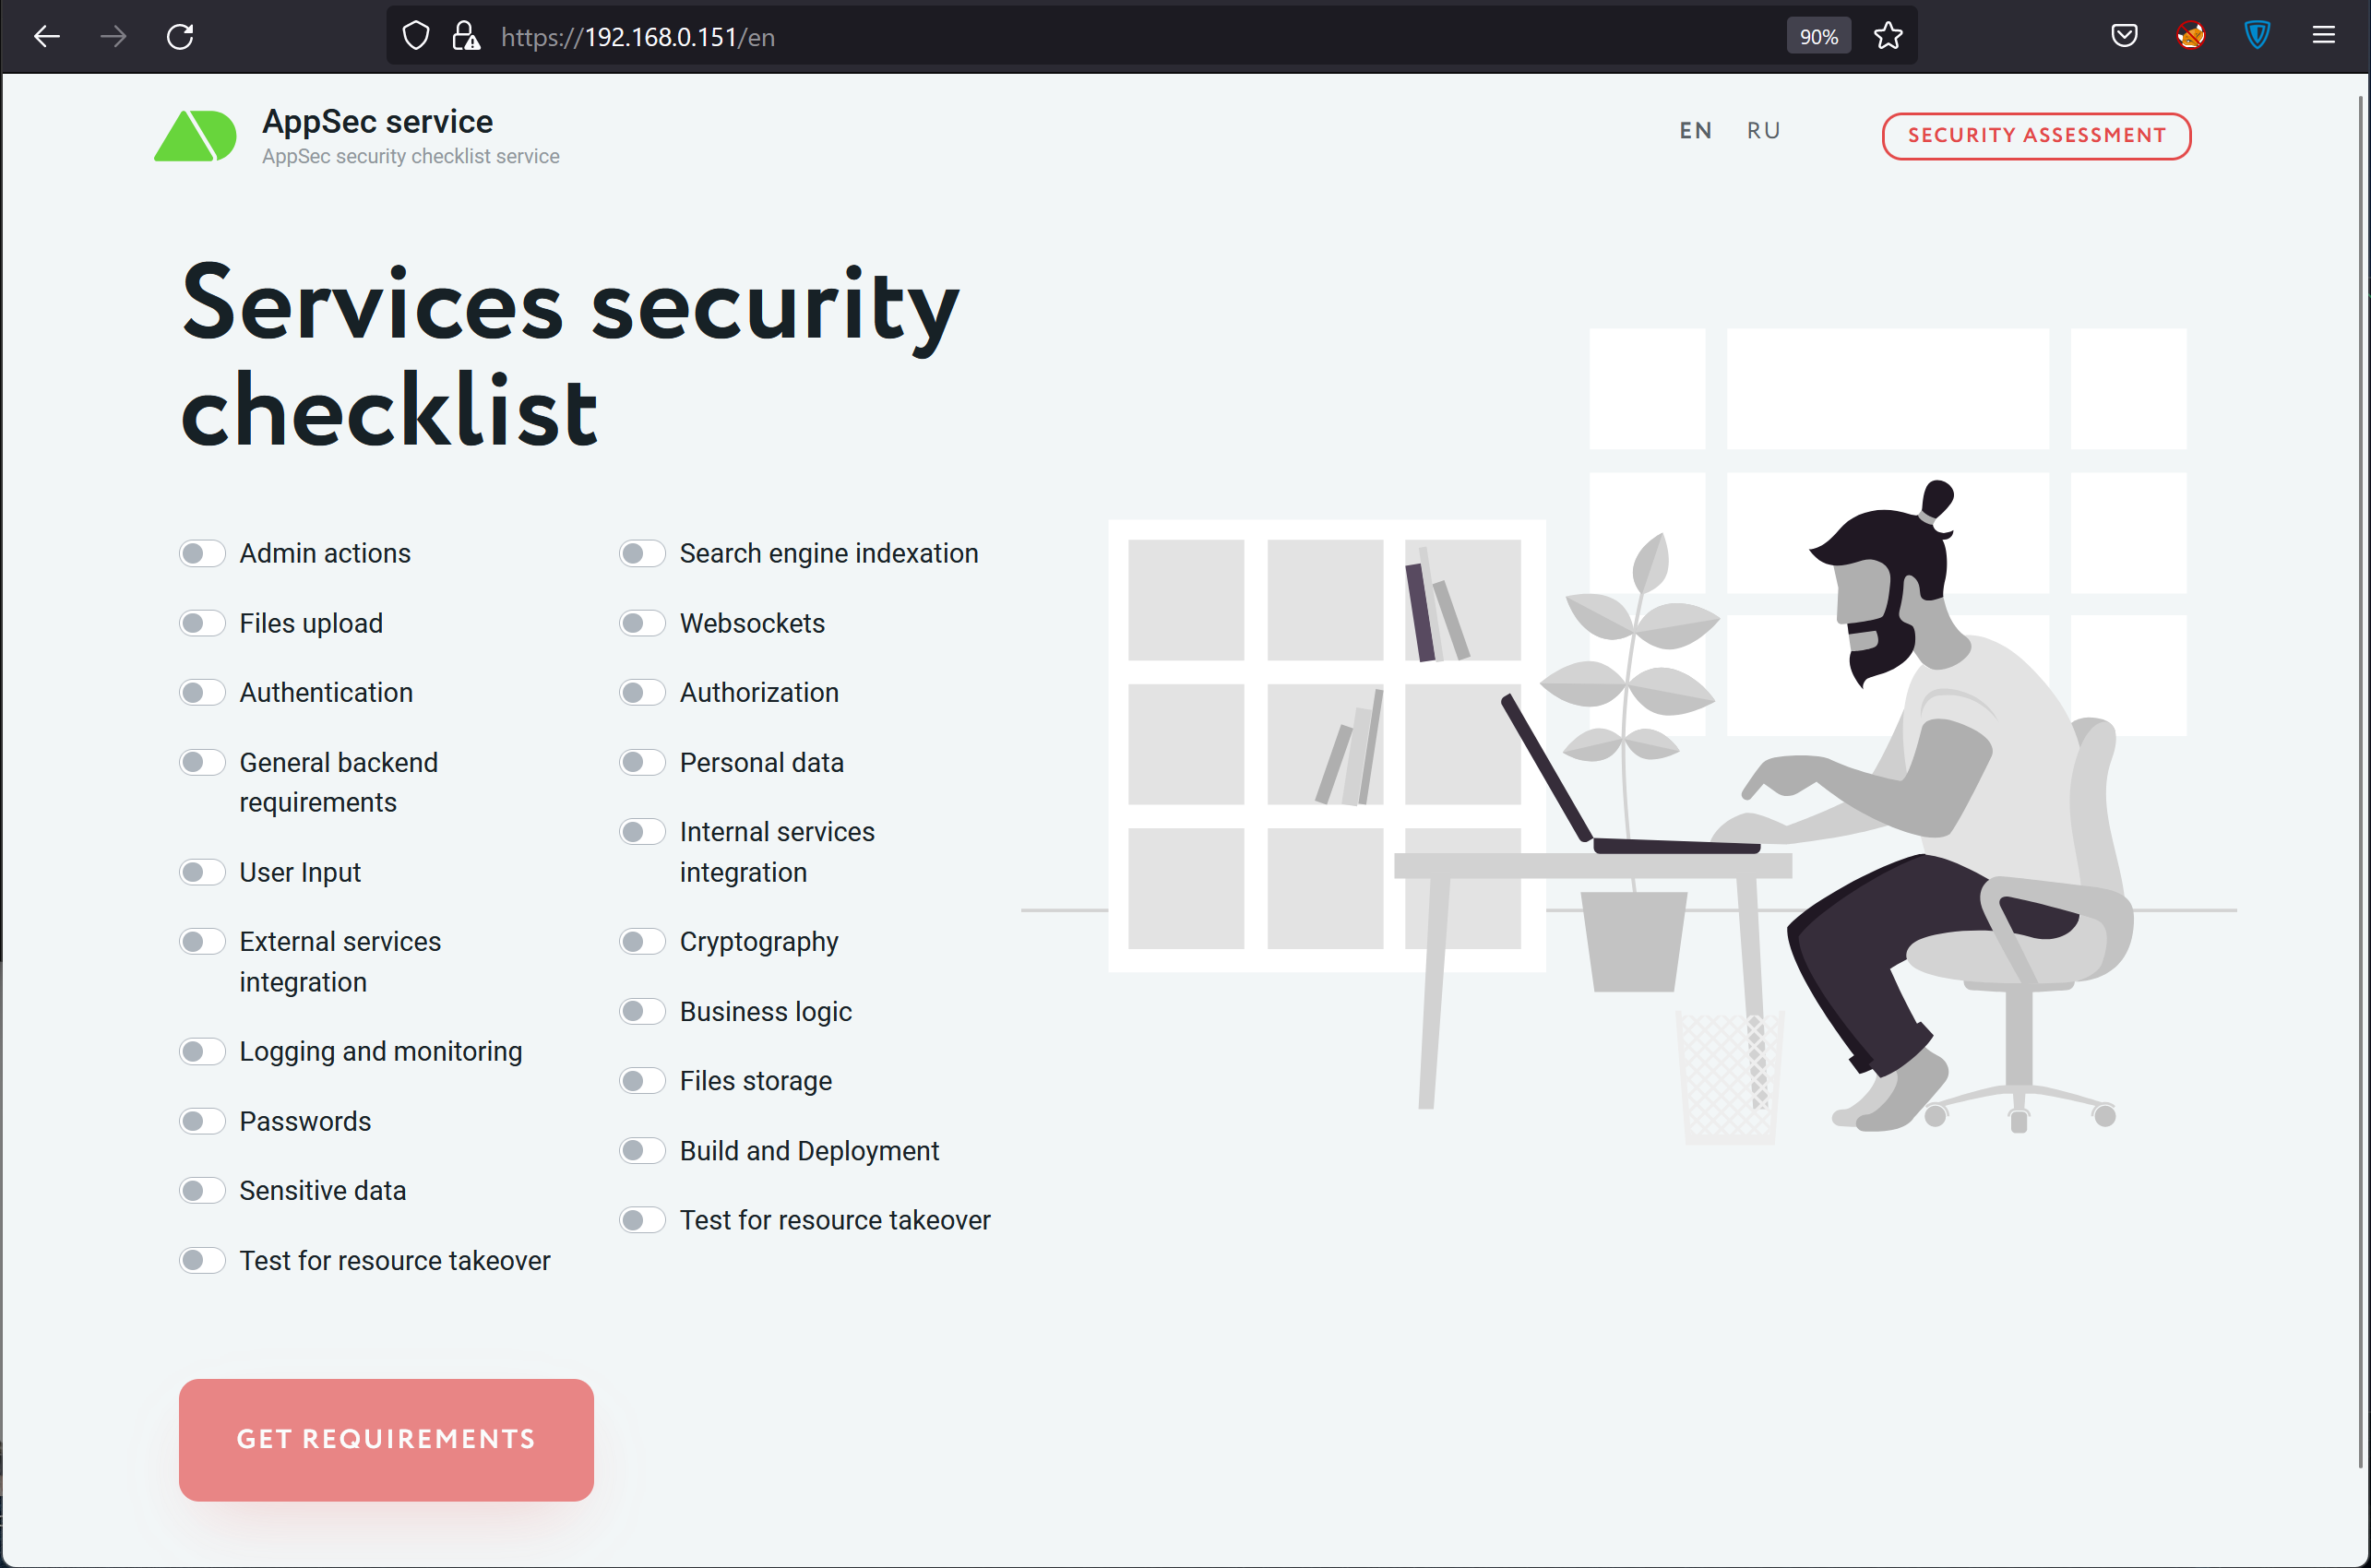 https://192.168.0.151/en
90%
AppSec service
AppSec security checklist service
EN
RU
SECURITY ASSESSMENT
Services security
checklist
Admin actions
Files upload
Authentication
General backend
requirements
User Input
External services
integration
Logging and monitoring
Passwords
Sensitive data
Test for resource takeover
Search engine indexation
Websockets
Authorization
Personal data
Internal services
integration
Cryptography
Business logic
Files storage
Build and Deployment
Test for resource takeover
GET REQUIREMENTS